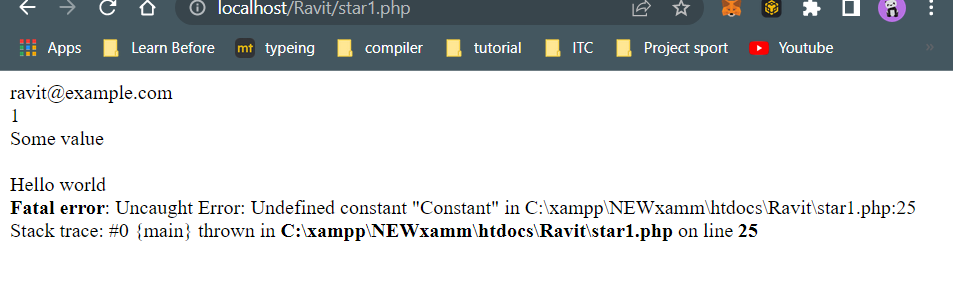 localhost/Ravit/star1.php
Apps Learn Before mt typeing compiler tutorial ITC Project sport Youtube »
ravit@example.com
1
Some value
Hello world
Fatal error: Uncaught Error: Undefined constant "Constant" in C:\xampp\NEWxamm\htdocs\Ravit\star1.php:25
Stack trace: #0 {main} thrown in C:\xampp\NEWxamm\htdocs\Ravit\star1.php on line 25